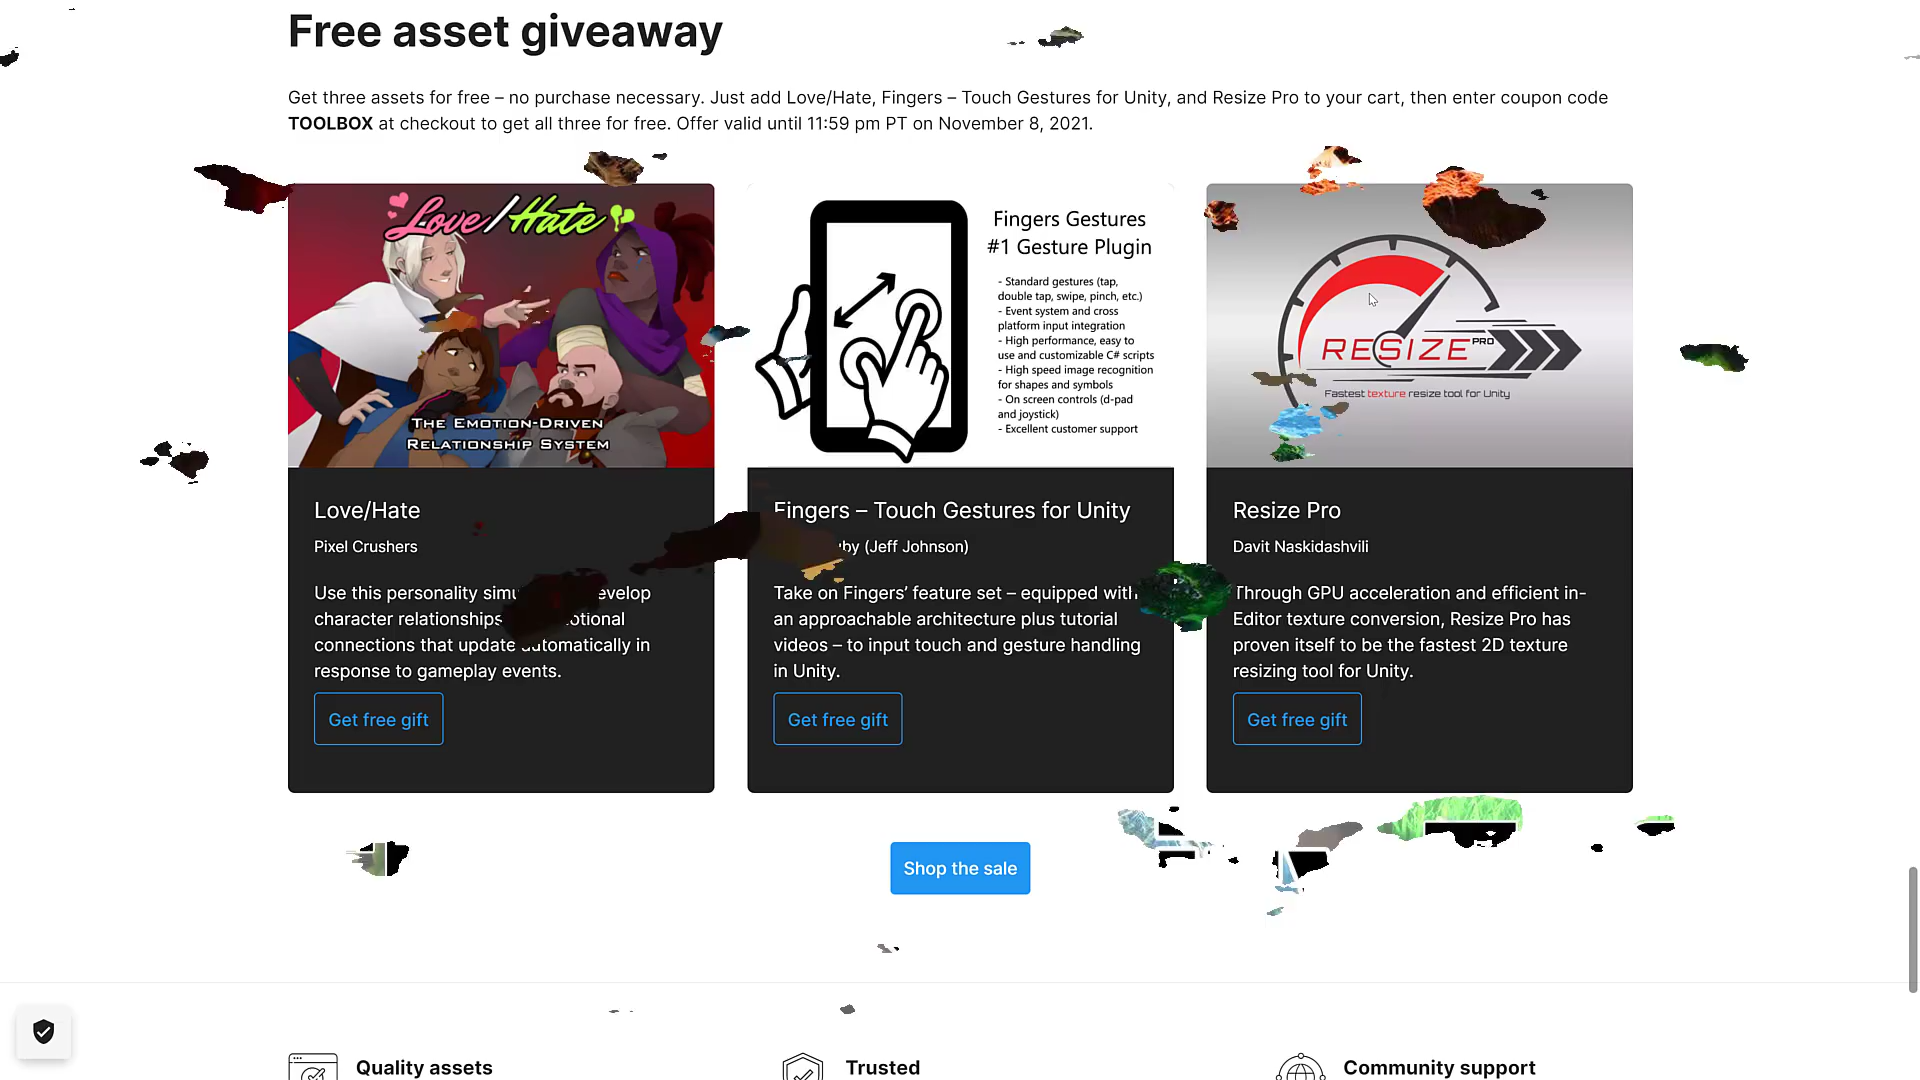 Free asset giveaway
Get three assets for free – no purchase necessary. Just add Love/Hate, Fingers – Touch Gestures for Unity, and Resize Pro to your cart, then enter coupon code
TOOLBOX at checkout to get all three for free. Offer valid until 11:59 pm PT on November 8, 2021.
Love/Hate
THE EMOTION-DRIVEN
RELATIONSHIP SYSTEM
Love/Hate
Pixel Crushers
Use this personality
character relationships
connections that update automatically in
response to gameplay events.
Get free gift
Fingers Gestures
#1 Gesture Plugin
- Standard gestures (tap,
double tap, swipe, pinch, etc.)
- Event system and cross
platform input integration
- High performance, easy to
use and customizable C# scripts
- High speed image recognition
for shapes and symbols
- On screen controls (d-pad
and joystick)
- Excellent customer support
Fingers – Touch Gestures for Unity
(Jeff Johnson)
Take on Fingers’ feature set – equipped with
an approachable architecture plus tutorial
videos – to input touch and gesture handling
in Unity.
Get free gift
RESIZE PRO
Fastest texture resize tool for Unity
Resize Pro
Davit Naskidashvili
Through GPU acceleration and efficient in-
Editor texture conversion, Resize Pro has
proven itself to be the fastest 2D texture
resizing tool for Unity.
Get free gift
Shop the sale
Quality assets
Trusted
Community support